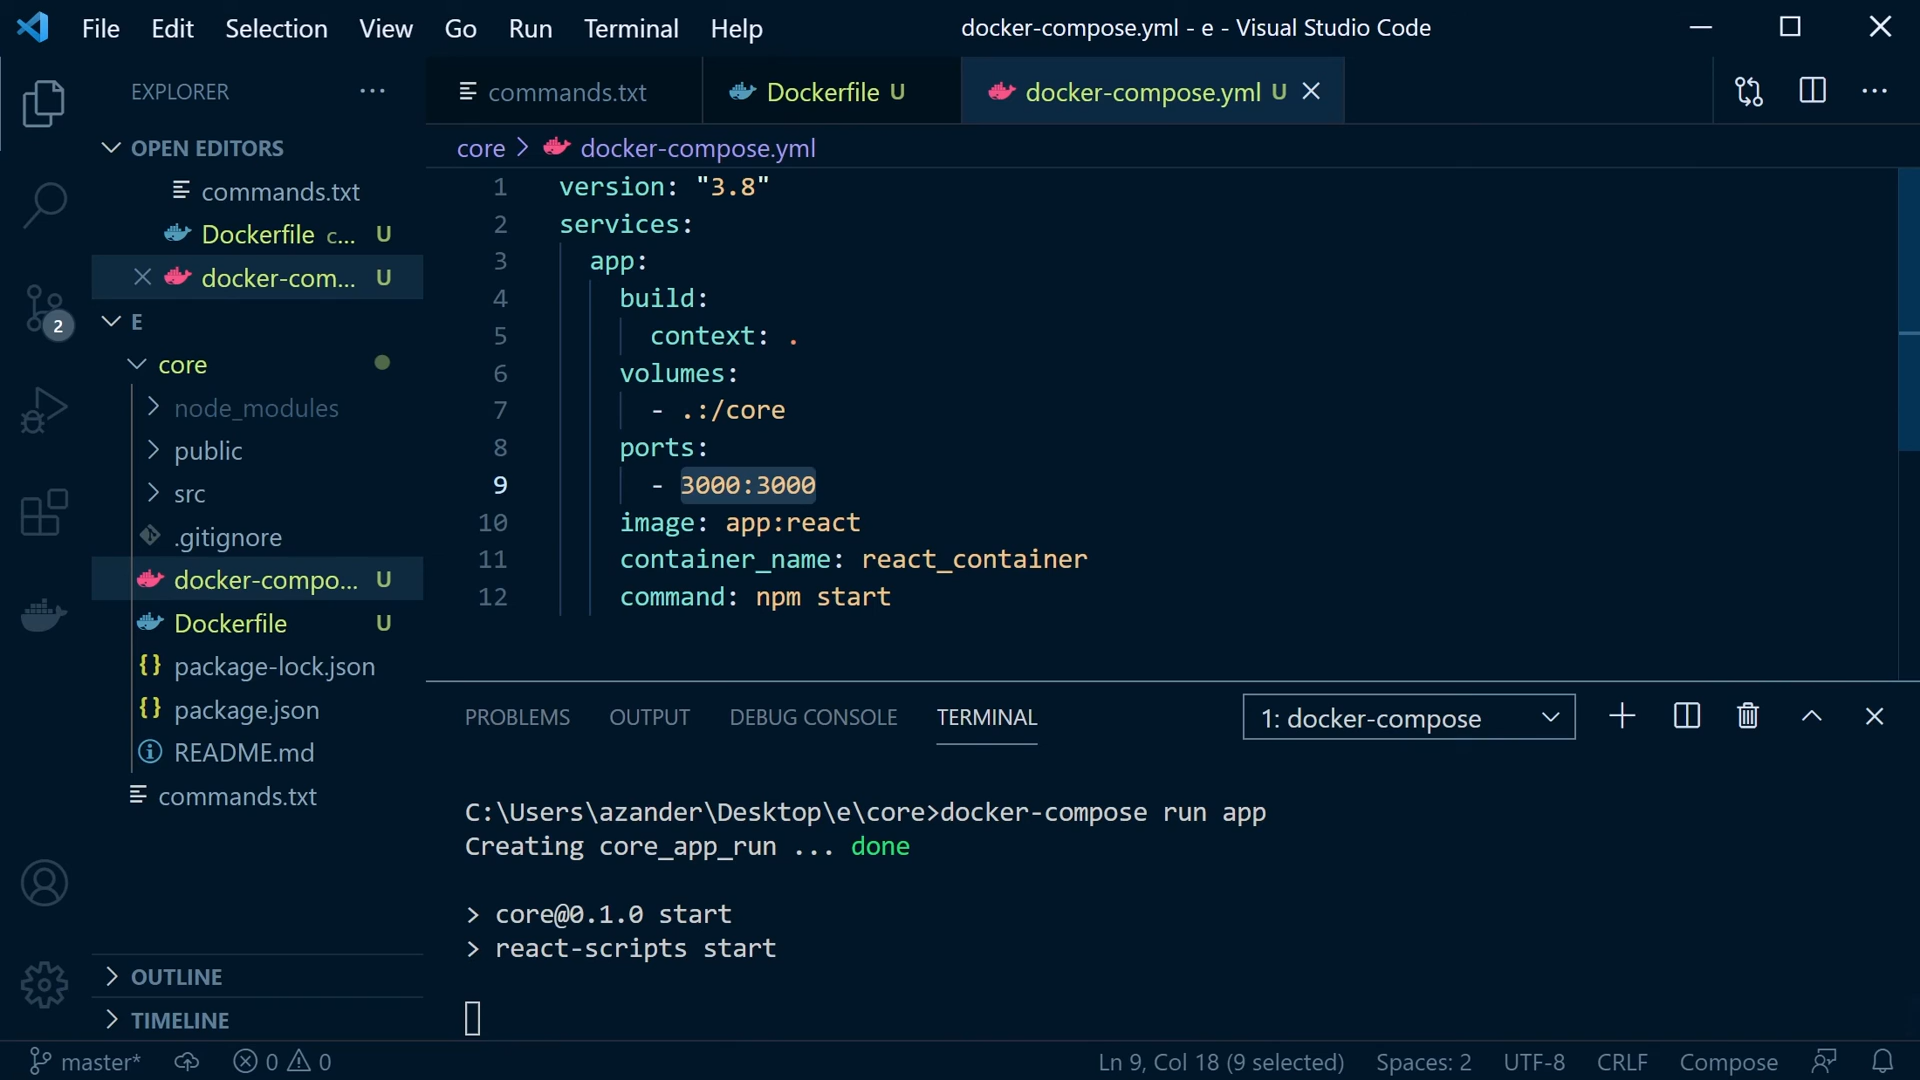 File Edit Selection View Go Run Terminal Help docker-compose.yml - e - Visual Studio Code
EXPLORER
commands.txt
Dockerfile U
docker-compose.yml U
OPEN EDITORS
commands.txt
Dockerfile c... U
docker-com... U
E
core
node_modules
public
src
.gitignore
docker-compo... U
Dockerfile U
package-lock.json
package.json
README.md
commands.txt
OUTLINE
TIMELINE
2
core > docker-compose.yml
1 version: "3.8"
2 services:
3 app:
4 build:
5 context: .
6 volumes:
7 - .:/core
8 ports:
9 - 3000:3000
10 image: app:react
11 container_name: react_container
12 command: npm start
PROBLEMS OUTPUT DEBUG CONSOLE TERMINAL 1: docker-compose
C:\Users\azander\Desktop\e\core>docker-compose run app
Creating core_app_run ... done
> core@0.1.0 start
> react-scripts start
master* 0 0 Ln 9, Col 18 (9 selected) Spaces: 2 UTF-8 CRLF Compose